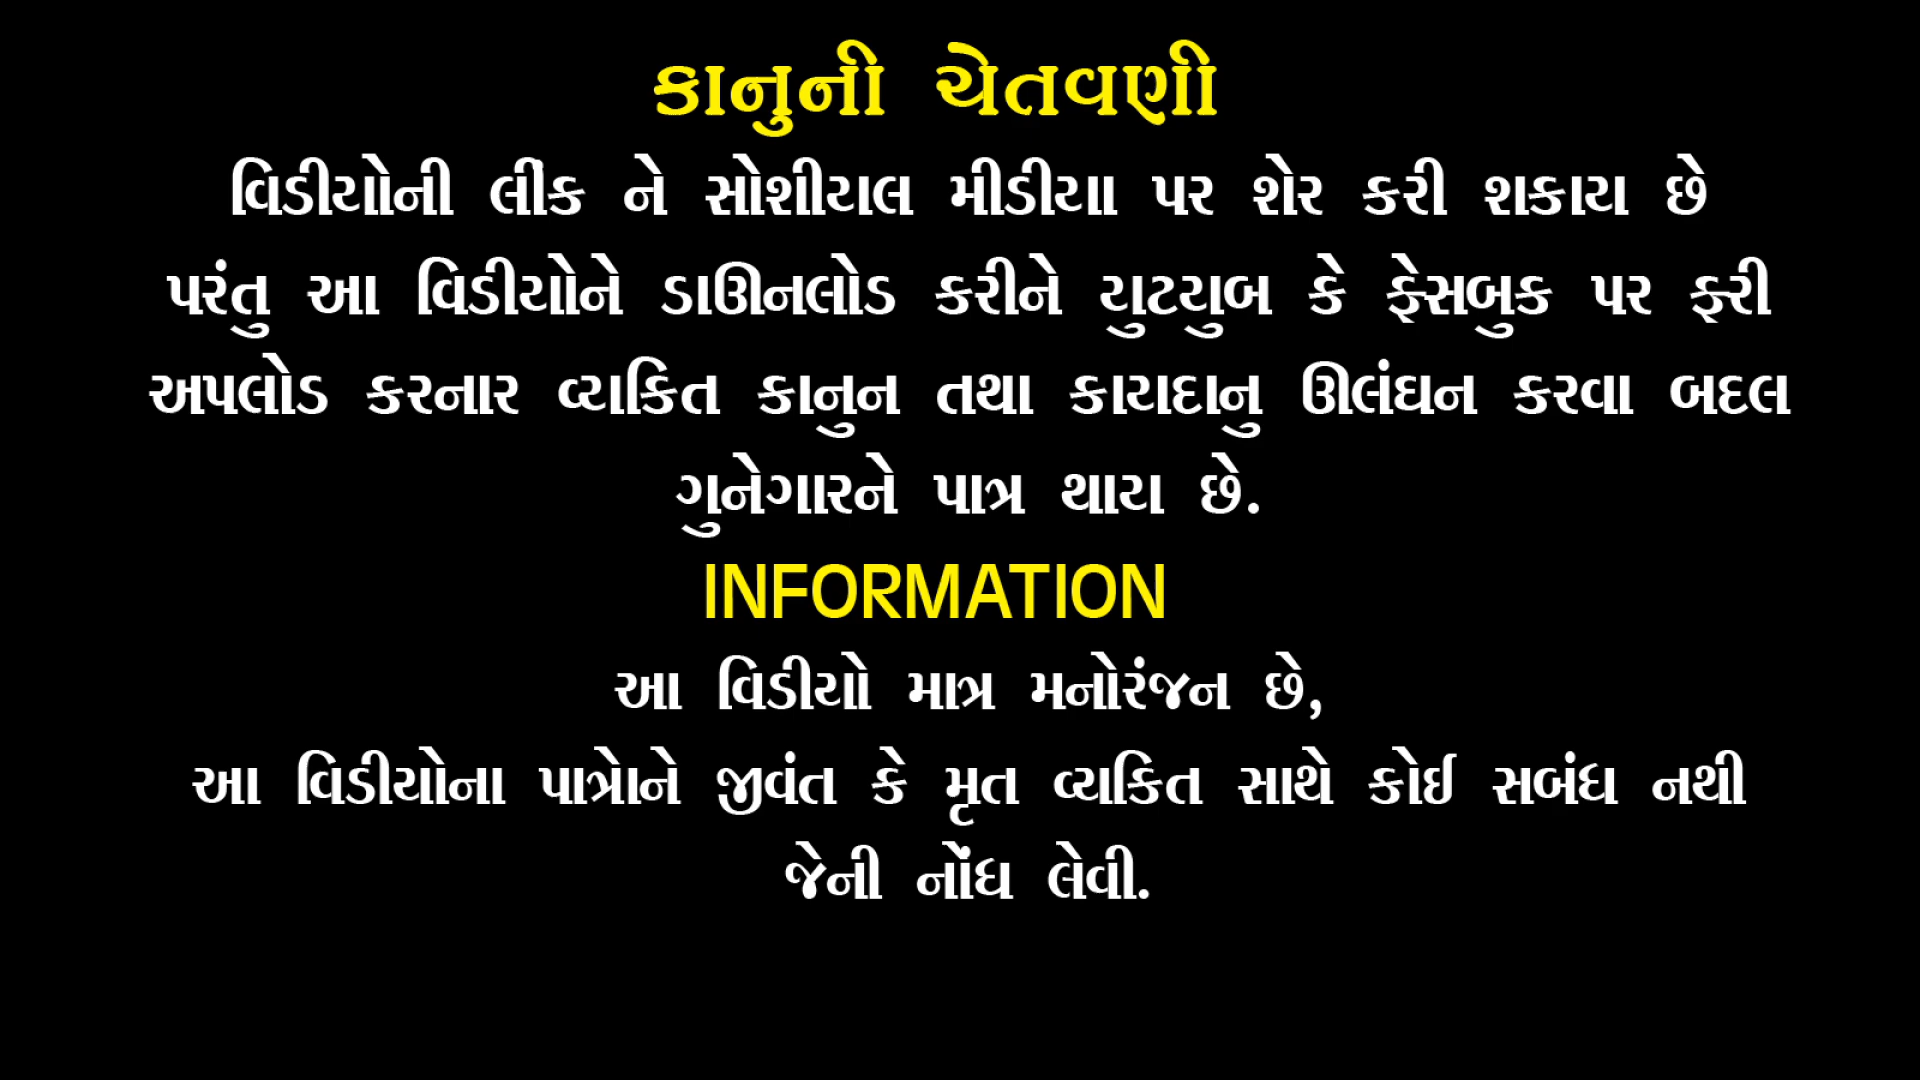 કાનુની ચેતવણી
વિડીયોની લીંક ને સોશીયલ મીડીયા પર શેર કરી શકાય છે
પરંતુ આ વિડીયોને ડાઊનલોડ કરીને યુટયુબ કે ફેસબુક પર ફરી
અપલોડ કરનાર વ્યકિત કાનુન તથા કાયદાનુ ઊલંઘન કરવા બદલ
ગુનેગારને પાત્ર થાય છે.
INFORMATION
આ વિડીયો માત્ર મનોરંજન છે,
આ વિડીયોના પાત્રોને જીવંત કે મૃત વ્યકિત સાથે કોઈ સબંધ નથી
જેની નોંધ લેવી.